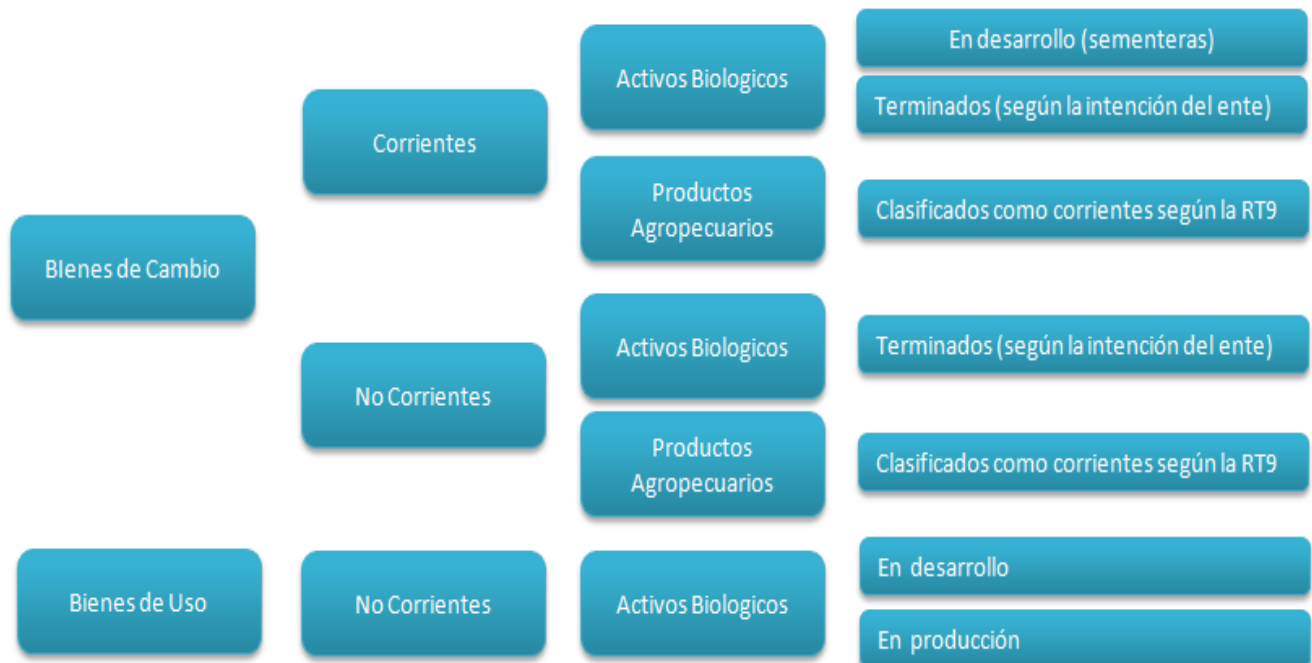 En desarrollo (sementeras)
Activos Biologicos
Terminados (según la intención del ente)
Corrientes
Productos
Agropecuarios
Clasificados como corrientes según la RT9
BIenes de Cambio
Activos Biologicos
Terminados (según la intención del ente)
No Corrientes
Productos
Agropecuarios
Clasificados como corrientes según la RT9
Bienes de Uso
No Corrientes
Activos Biologicos
En desarrollo
En producción